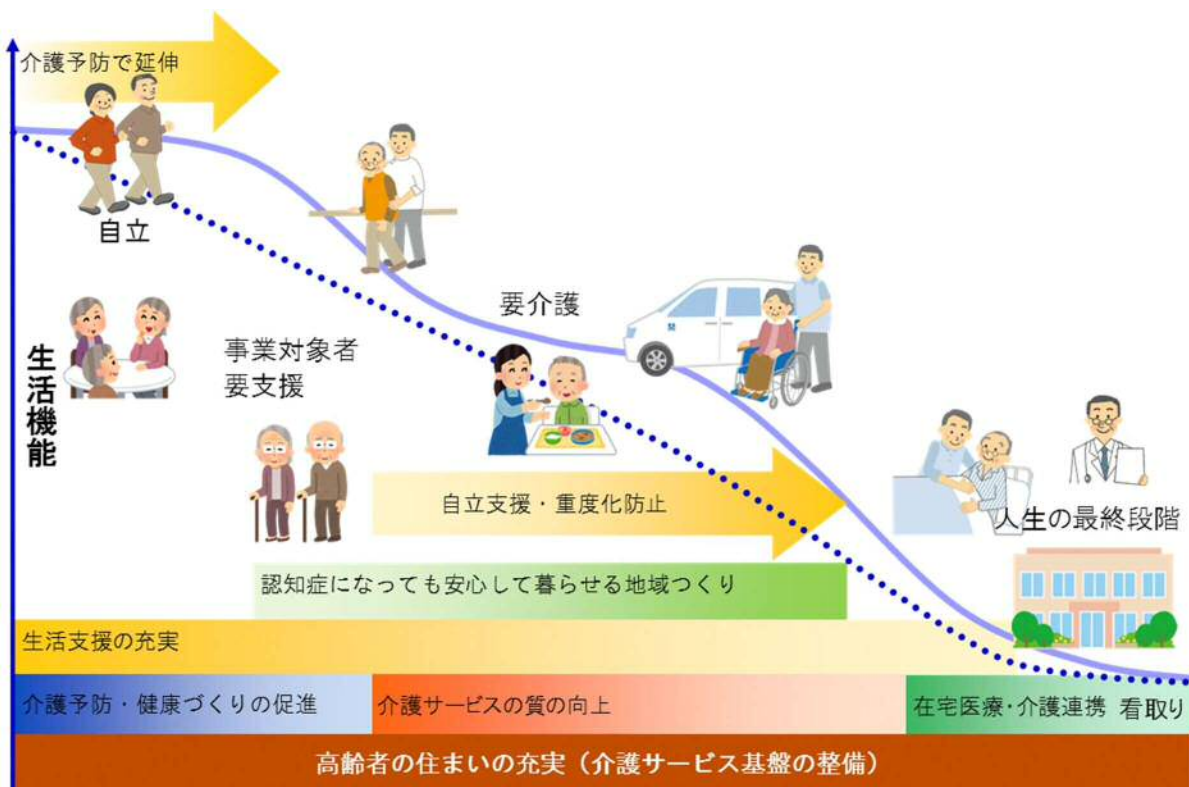 介護予防で延伸
自立
要介護
生活機能
事業対象者
要支援
自立支援・重度化防止
人生の最終段階
認知症になっても安心して暮らせる地域つくり
生活支援の充実
介護予防・健康づくりの促進
介護サービスの質の向上
在宅医療・介護連携 看取り
高齢者の住まいの充実（介護サービス基盤の整備）